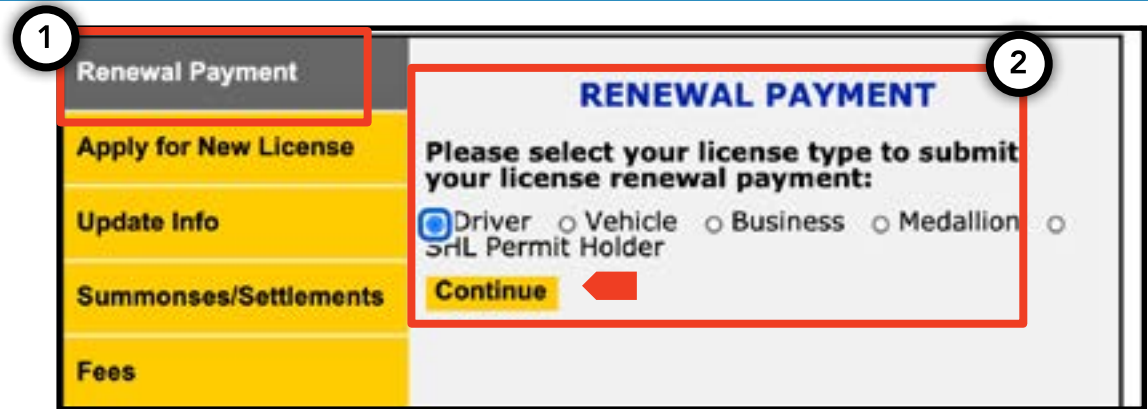 1
Renewal Payment
Apply for New License
Update Info
Summonses/Settlements
Fees
2
RENEWAL PAYMENT
Please select your license type to submit
your license renewal payment:
Driver Vehicle Business Medallion
SHL Permit Holder
Continue